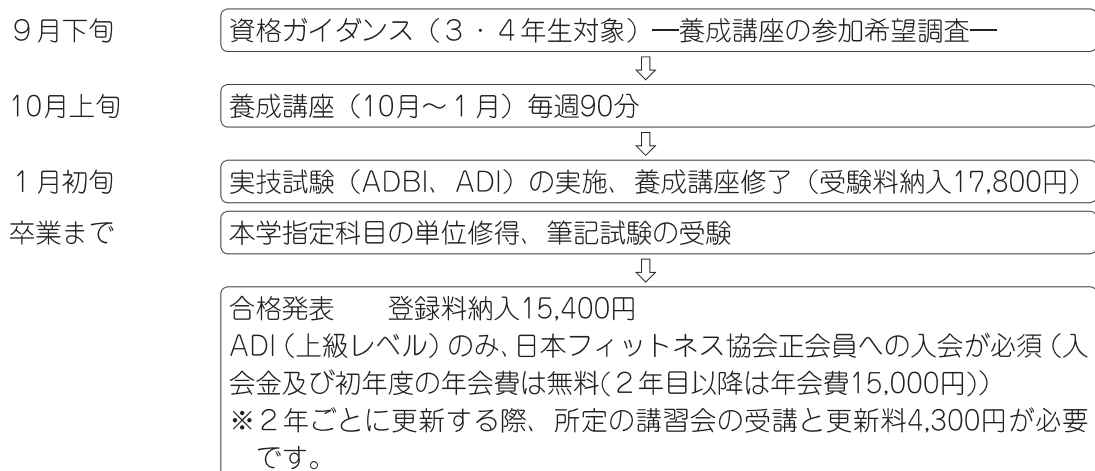 9月下旬 資格ガイダンス（3・4年生対象）―養成講座の参加希望調査―
10月上旬 養成講座（10月～1月）毎週90分
1月初旬 実技試験（ADBI、ADI）の実施、養成講座修了（受験料納入17,800円）
卒業まで 本学指定科目の単位修得、筆記試験の受験
合格発表　　登録料納入15,400円
ADI（上級レベル）のみ、日本フィットネス協会正会員への入会が必須（入
会金及び初年度の年会費は無料（2年目以降は年会費15,000円））
※2年ごとに更新する際、所定の講習会の受講と更新料4,300円が必要
です。